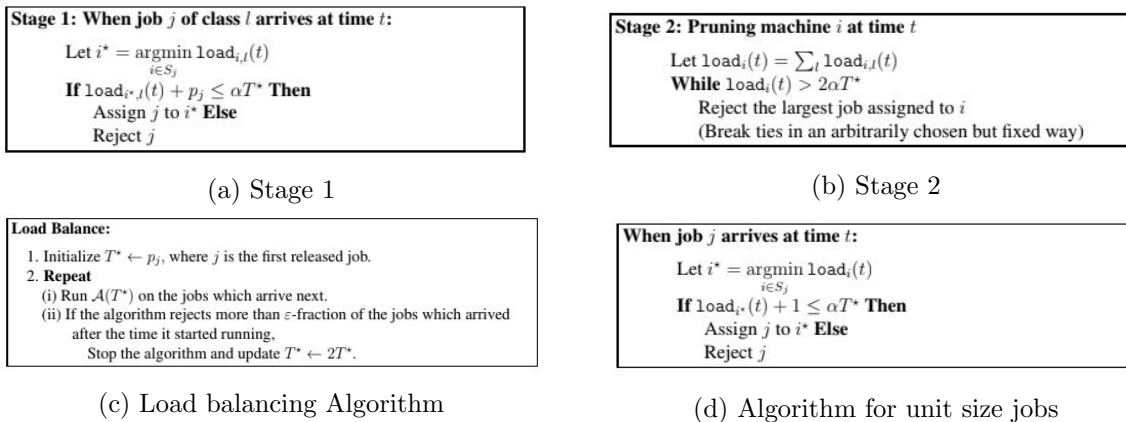 Stage 1: When job j of class l arrives at time t:
Let i⋆ = argmin load_{i,l}(t)
i∈S_j
If load_{i⋆,l}(t) + p_j ≤ αT⋆ Then
Assign j to i⋆ Else
Reject j
(a) Stage 1
Stage 2: Pruning machine i at time t
Let load_i(t) = ∑_l load_{i,l}(t)
While load_i(t) > 2αT⋆
Reject the largest job assigned to i
(Break ties in an arbitrarily chosen but fixed way)
(b) Stage 2
Load Balance:
1. Initialize T⋆ ← p_j, where j is the first released job.
2. Repeat
(i) Run 𝒜(T⋆) on the jobs which arrive next.
(ii) If the algorithm rejects more than ε-fraction of the jobs which arrived
after the time it started running,
Stop the algorithm and update T⋆ ← 2T⋆.
(c) Load balancing Algorithm
When job j arrives at time t:
Let i⋆ = argmin load_i(t)
i∈S_j
If load_{i⋆}(t) + 1 ≤ αT⋆ Then
Assign j to i⋆ Else
Reject j
(d) Algorithm for unit size jobs